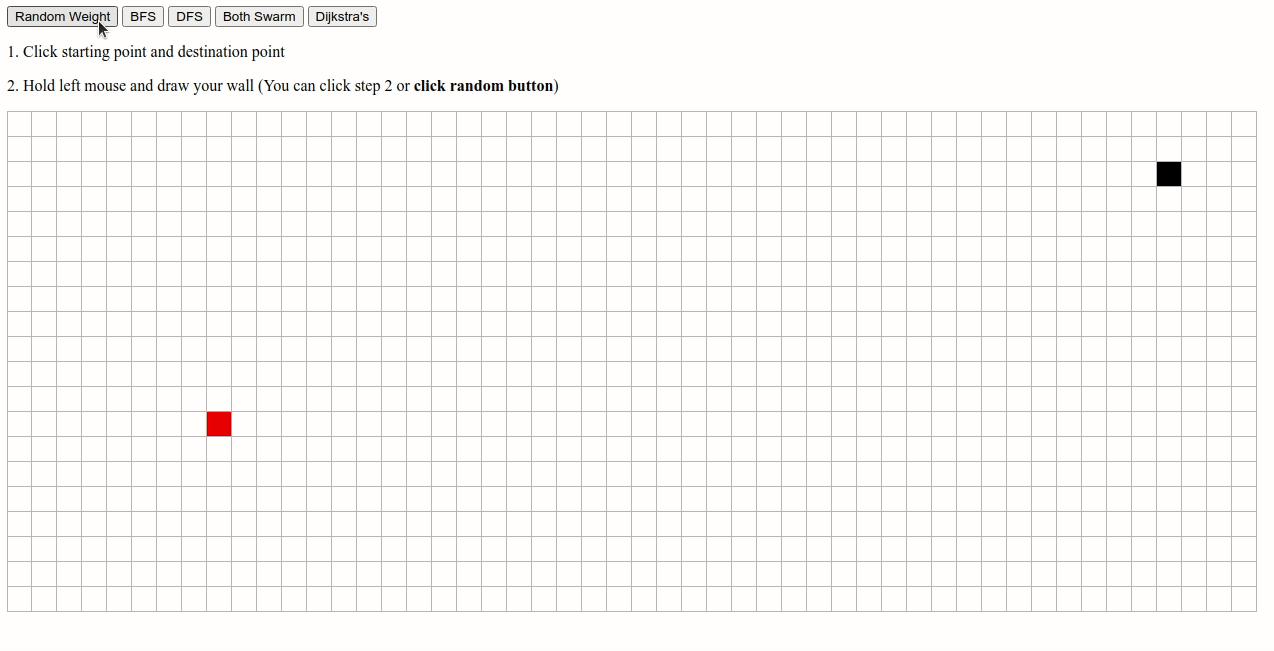 Random Weight BFS DFS Both Swarm Dijkstra's
1. Click starting point and destination point
2. Hold left mouse and draw your wall (You can click step 2 or click random button)